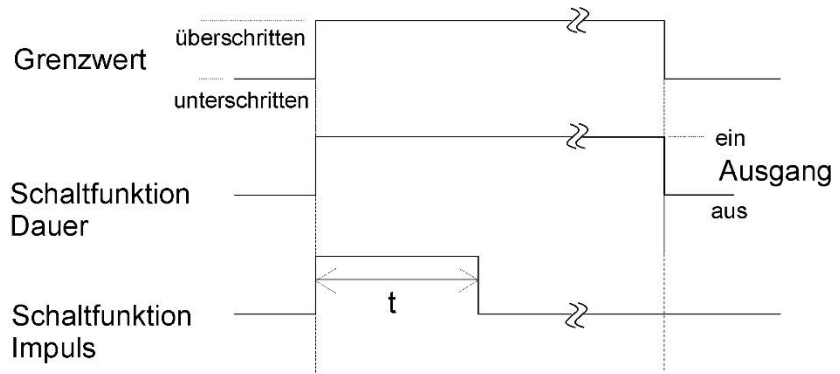 überschritten
Grenzwert
unterschritten
ein
Ausgang
aus
Schaltfunktion
Dauer
t
Schaltfunktion
Impuls